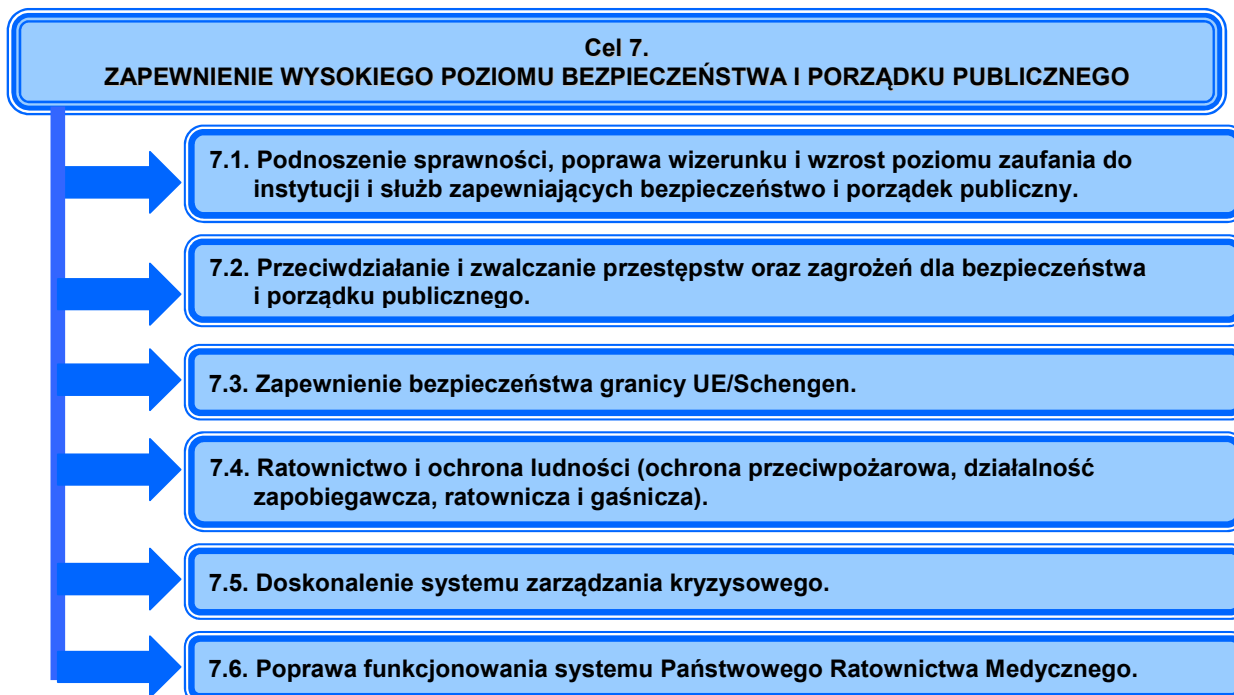 Cel 7.
ZAPEWNIENIE WYSOKIEGO POZIOMU BEZPIECZEŃSTWA I PORZĄDKU PUBLICZNEGO
7.1. Podnoszenie sprawności, poprawa wizerunku i wzrost poziomu zaufania do
instytucji i służb zapewniających bezpieczeństwo i porządek publiczny.
7.2. Przeciwdziałanie i zwalczanie przestępstw oraz zagrożeń dla bezpieczeństwa
i porządku publicznego.
7.3. Zapewnienie bezpieczeństwa granicy UE/Schengen.
7.4. Ratownictwo i ochrona ludności (ochrona przeciwpożarowa, działalność
zapobiegawcza, ratownicza i gaśnicza).
7.5. Doskonalenie systemu zarządzania kryzysowego.
7.6. Poprawa funkcjonowania systemu Państwowego Ratownictwa Medycznego.